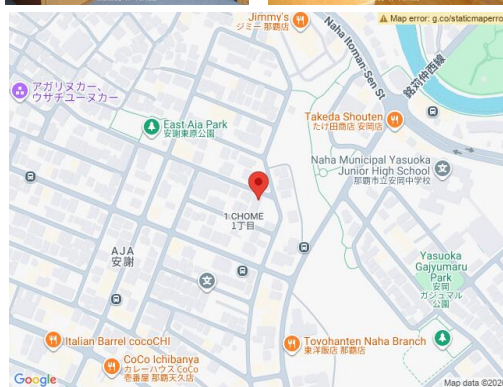 Jimmy's
ジミー 那覇店
Map error: g.co/staticmaperro
Naha Itoman-Sen St
銘苅仲西線
アガリヌカー、
ウサチユーヌカー
East Aja Park
安謝東原公園
Takeda Shouten
たけ田商店 安岡店
Naha Municipal Yasuoka
Junior High School
那覇市立安岡中学校
1 CHOME
1丁目
AJA
安謝
Yasuoka
Gajyumaru
Park
安岡
ガジュマル
公園
Italian Barrel cocoCHI
Toyohanten Naha Branch
東洋飯店 那覇店
CoCo Ichibanya
カレーハウス CoCo
壱番屋 那覇天久店
Google
Map data ©202